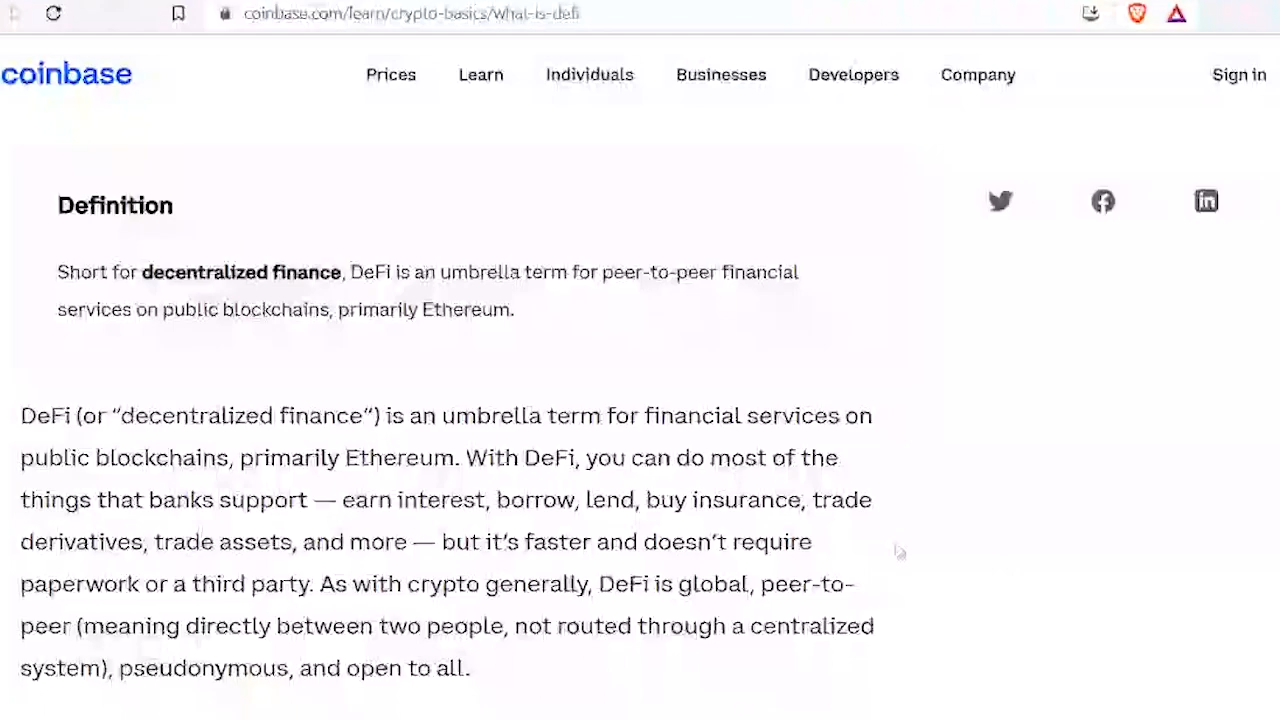 coinbase.com/learn/crypto-basics/what-is-defi
coinbase Prices Learn Individuals Businesses Developers Company Sign in
Definition
Short for decentralized finance, DeFi is an umbrella term for peer-to-peer financial
services on public blockchains, primarily Ethereum.
DeFi (or “decentralized finance”) is an umbrella term for financial services on
public blockchains, primarily Ethereum. With DeFi, you can do most of the
things that banks support — earn interest, borrow, lend, buy insurance, trade
derivatives, trade assets, and more — but it’s faster and doesn’t require
paperwork or a third party. As with crypto generally, DeFi is global, peer-to-
peer (meaning directly between two people, not routed through a centralized
system), pseudonymous, and open to all.